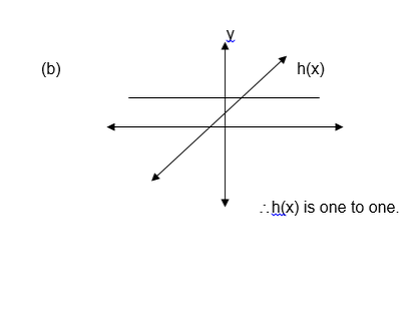 y
(b)
h(x)
∴h(x) is one to one.